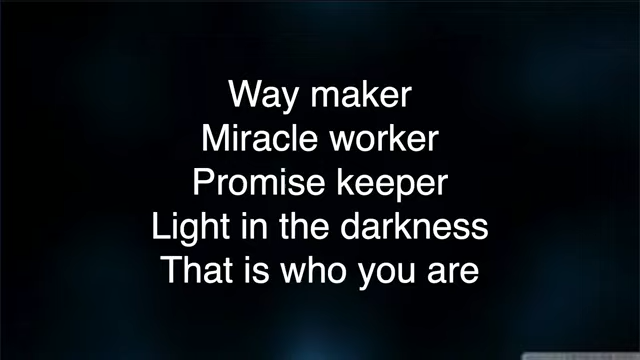 Way maker
Miracle worker
Promise keeper
Light in the darkness
That is who you are